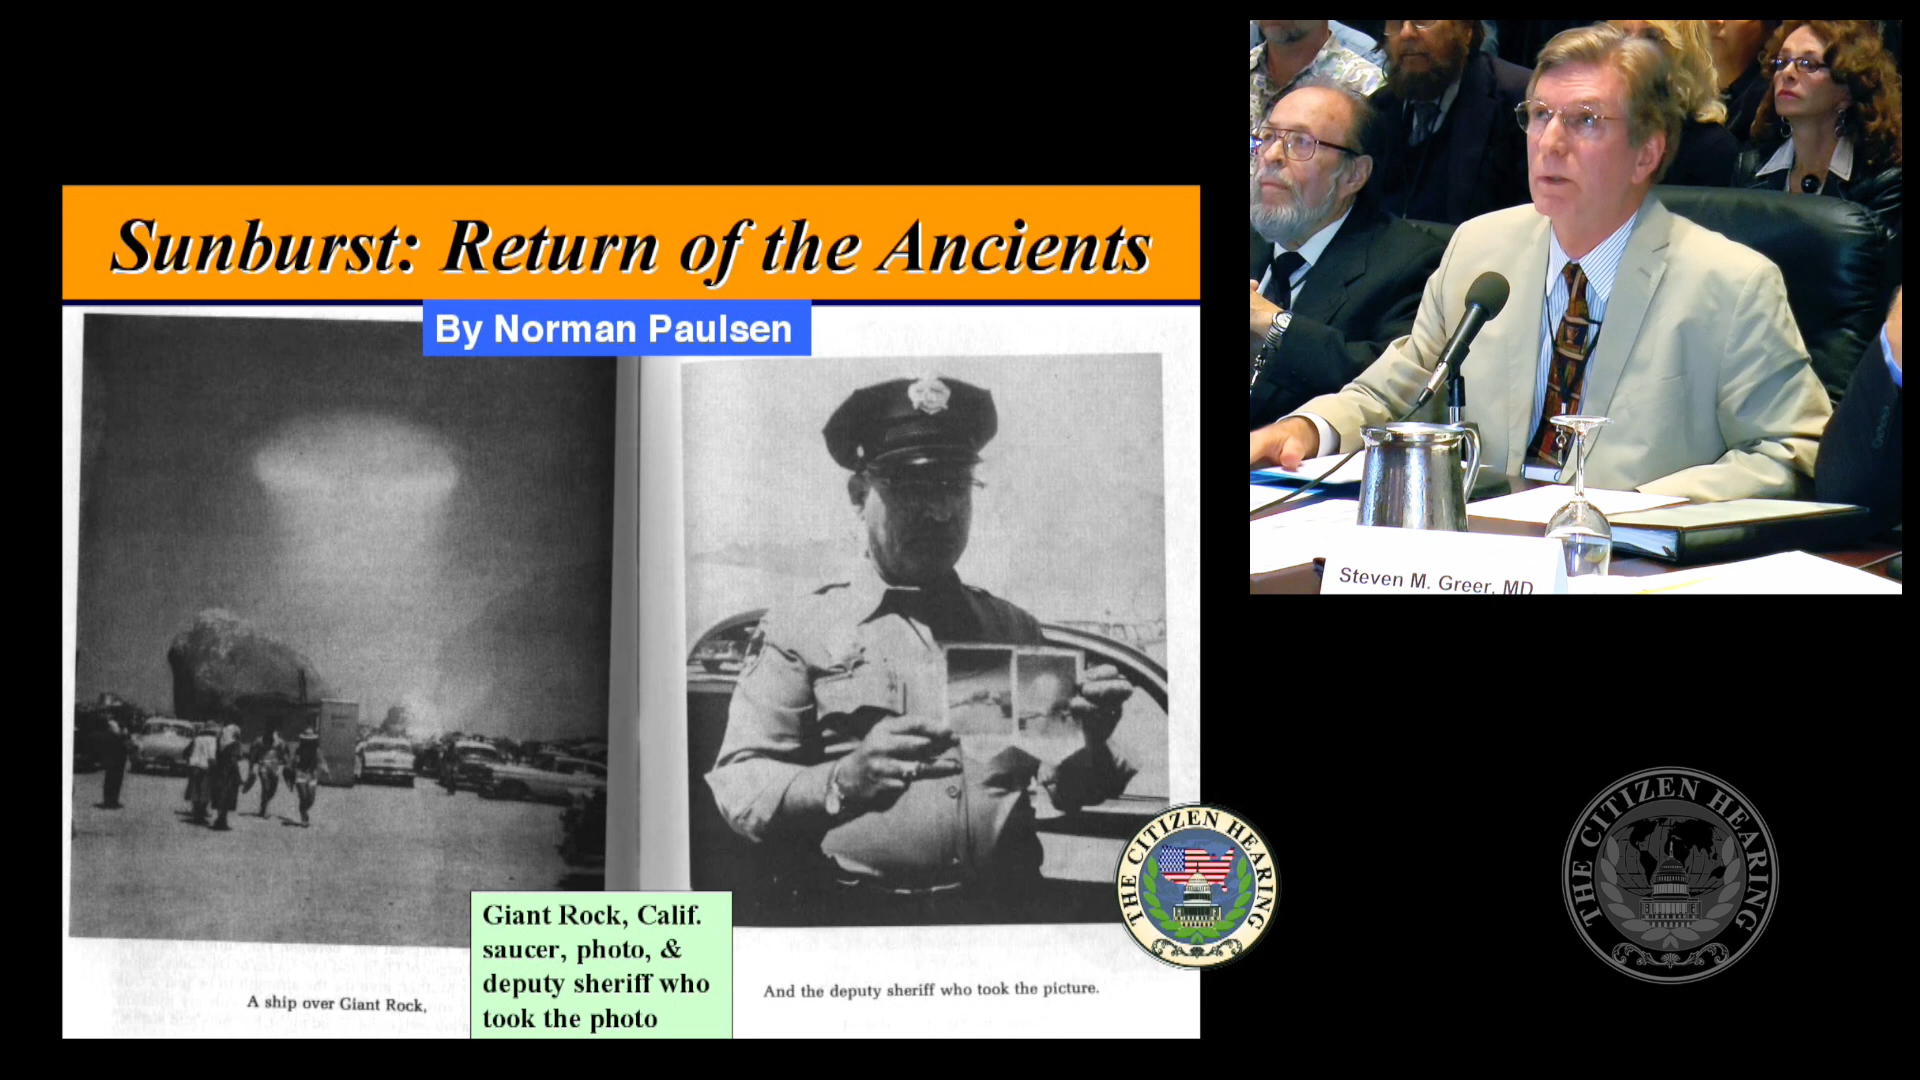 Sunburst: Return of the Ancients
By Norman Paulsen
A ship over Giant Rock,
Giant Rock, Calif.
saucer, photo, &
deputy sheriff who
took the photo
And the deputy sheriff who took the picture.
Steven M. Greer, MD
THE CITIZEN HEARING
THE CITIZEN HEARING